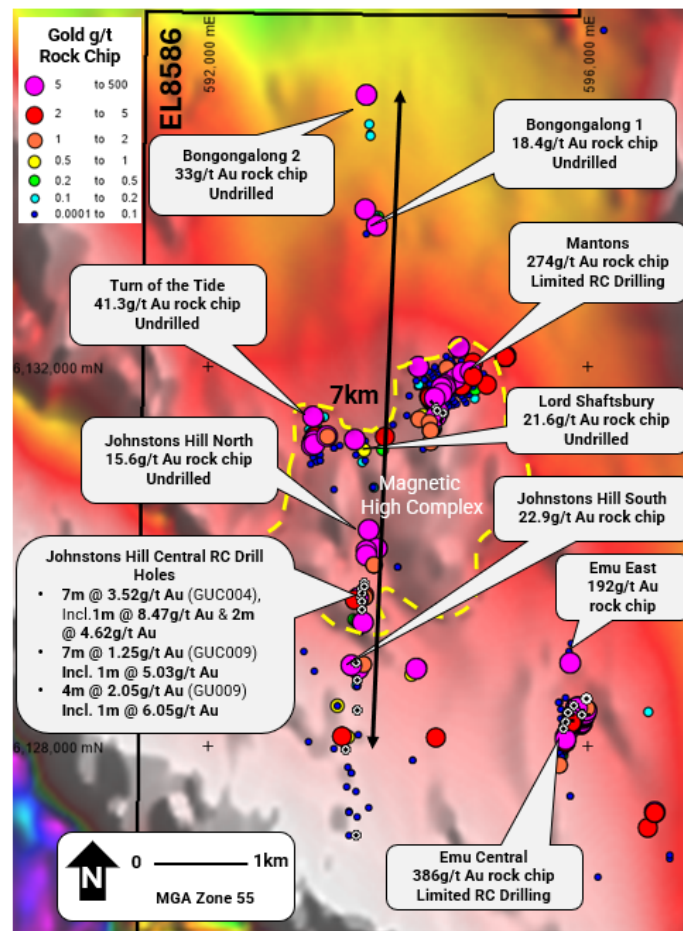 Gold g/t
Rock Chip
5 to 500
2 to 5
1 to 2
0.5 to 1
0.2 to 0.5
0.1 to 0.2
0.0001 to 0.1
EL8586
592,000 mE
596,000 mE
Bongongalong 2
33g/t Au rock chip
Undrilled
Bongongalong 1
18.4g/t Au rock chip
Undrilled
Mantons
274g/t Au rock chip
Limited RC Drilling
Turn of the Tide
41.3g/t Au rock chip
Undrilled
6,132,000 mN
7km
Lord Shaftsbury
21.6g/t Au rock chip
Undrilled
Johnstons Hill North
15.6g/t Au rock chip
Undrilled
Magnetic
High Complex
Johnstons Hill South
22.9g/t Au rock chip
Johnstons Hill Central RC Drill
Holes
• 7m @ 3.52g/t Au (GUC004),
Incl.1m @ 8.47g/t Au & 2m
@ 4.62g/t Au
• 7m @ 1.25g/t Au (GUC009)
Incl. 1m @ 5.03g/t Au
• 4m @ 2.05g/t Au (GU009)
Incl. 1m @ 6.05g/t Au
Emu East
192g/t Au
rock chip
6,128,000 mN
Emu Central
386g/t Au rock chip
Limited RC Drilling
N
0 1km
MGA Zone 55